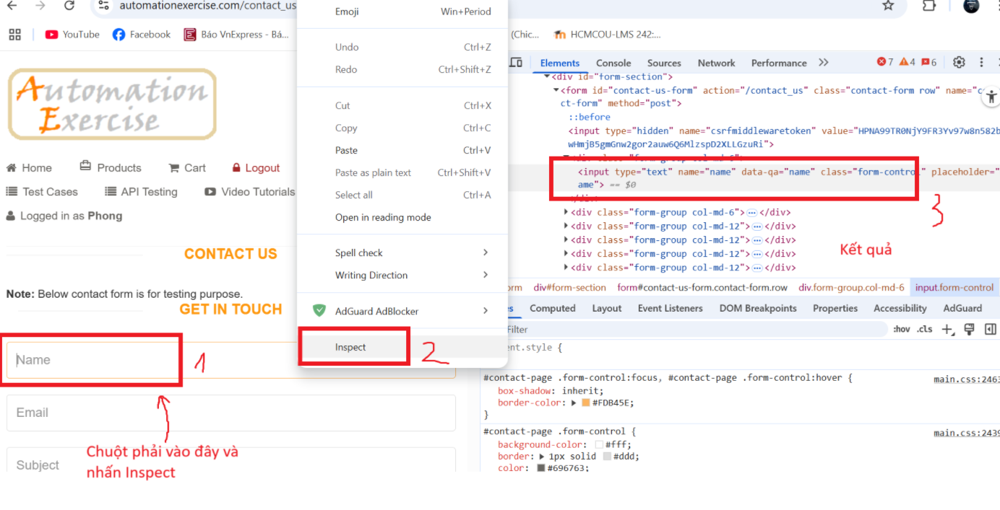 automationexercise.com/contact_us
YouTube
Facebook
Báo VnExpress - Bá...
(Chic...
HCMCOU-LMS 242:...
Automation
Exercise
Home
Products
Cart
Logout
Test Cases
API Testing
Video Tutorials
Logged in as Phong
CONTACT US
Note: Below contact form is for testing purpose.
GET IN TOUCH
Name
1
Email
Subject
Chuột phải vào đây và
nhấn Inspect
Emoji Win+Period
Undo Ctrl+Z
Redo Ctrl+Shift+Z
Cut Ctrl+X
Copy Ctrl+C
Paste Ctrl+V
Paste as plain text Ctrl+Shift+V
Select all Ctrl+A
Open in reading mode
Spell check
Writing Direction
AdGuard AdBlocker
Inspect
2
Elements Console Sources Network Performance 7 4 6
<div id="form-section">
<form id="contact-us-form" action="/contact_us" class="contact-form row" name="c
ct-form" method="post">
::before
<input type="hidden" name="csrfmiddlewaretoken" value="HPNA99TR0NjY9FR3Yv97w8n582b
wHmjB5gmGnw2gor2auw6Q6MlzspD2XLLGzuRi">
<div class="form-group col-md-6">
<input type="text" name="name" data-qa="name" class="form-control" placeholder="
ame"> == $0
</div>
<div class="form-group col-md-6">…</div>
<div class="form-group col-md-12">…</div>
<div class="form-group col-md-12">…</div>
<div class="form-group col-md-12">…</div>
<div class="form-group col-md-12">…</div>
3
Kết quả
orm div#form-section form#contact-us-form.contact-form.row div.form-group.col-md-6 input.form-control
es Computed Layout Event Listeners DOM Breakpoints Properties Accessibility AdGuard
Filter :hov .cls
ent.style {
#contact-page .form-control:focus, #contact-page .form-control:hover { main.css:2463
box-shadow: inherit;
border-color: #FDB45E;
}
#contact-page .form-control { main.css:2439
background-color: #fff;
border: 1px solid #ddd;
color: #696763;